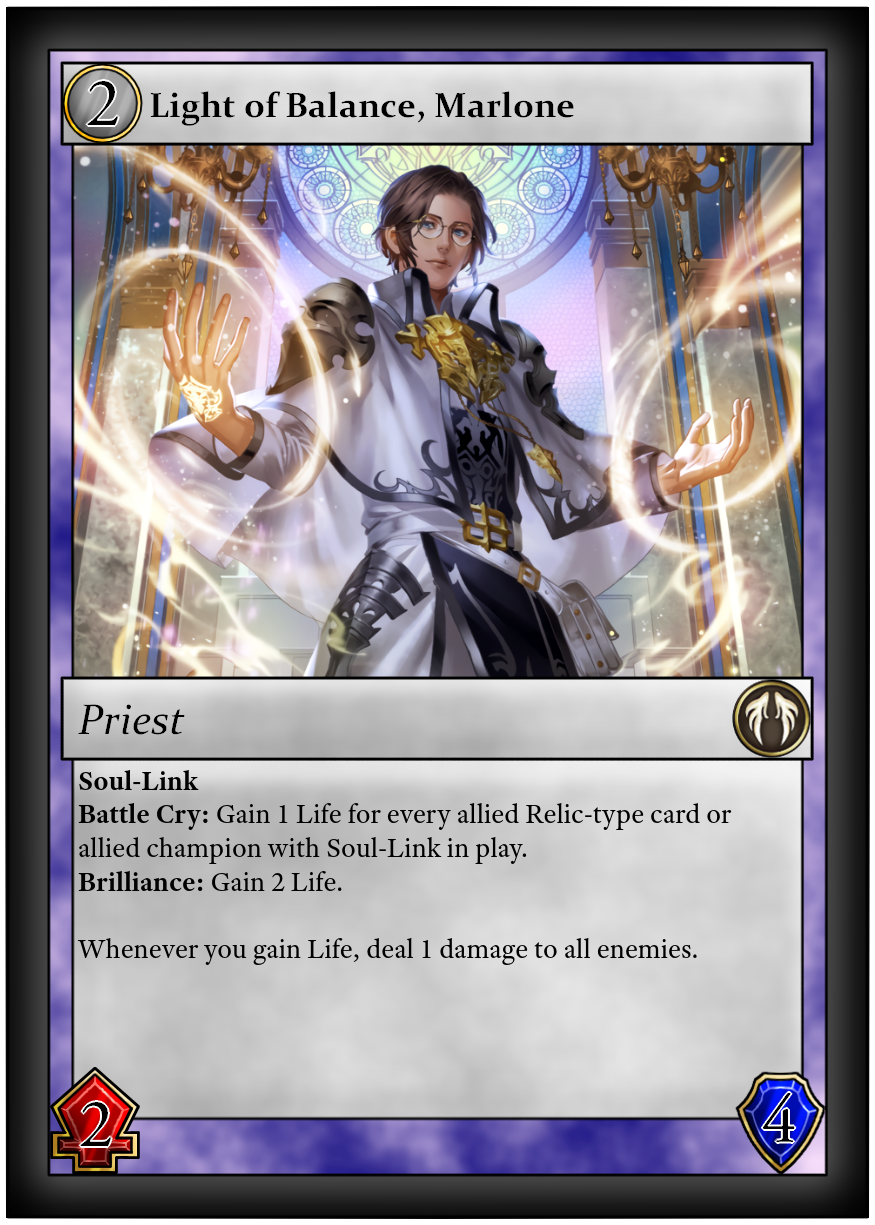 2
Light of Balance, Marlone
Priest
Soul-Link
Battle Cry: Gain 1 Life for every allied Relic-type card or
allied champion with Soul-Link in play.
Brilliance: Gain 2 Life.
Whenever you gain Life, deal 1 damage to all enemies.
2
4